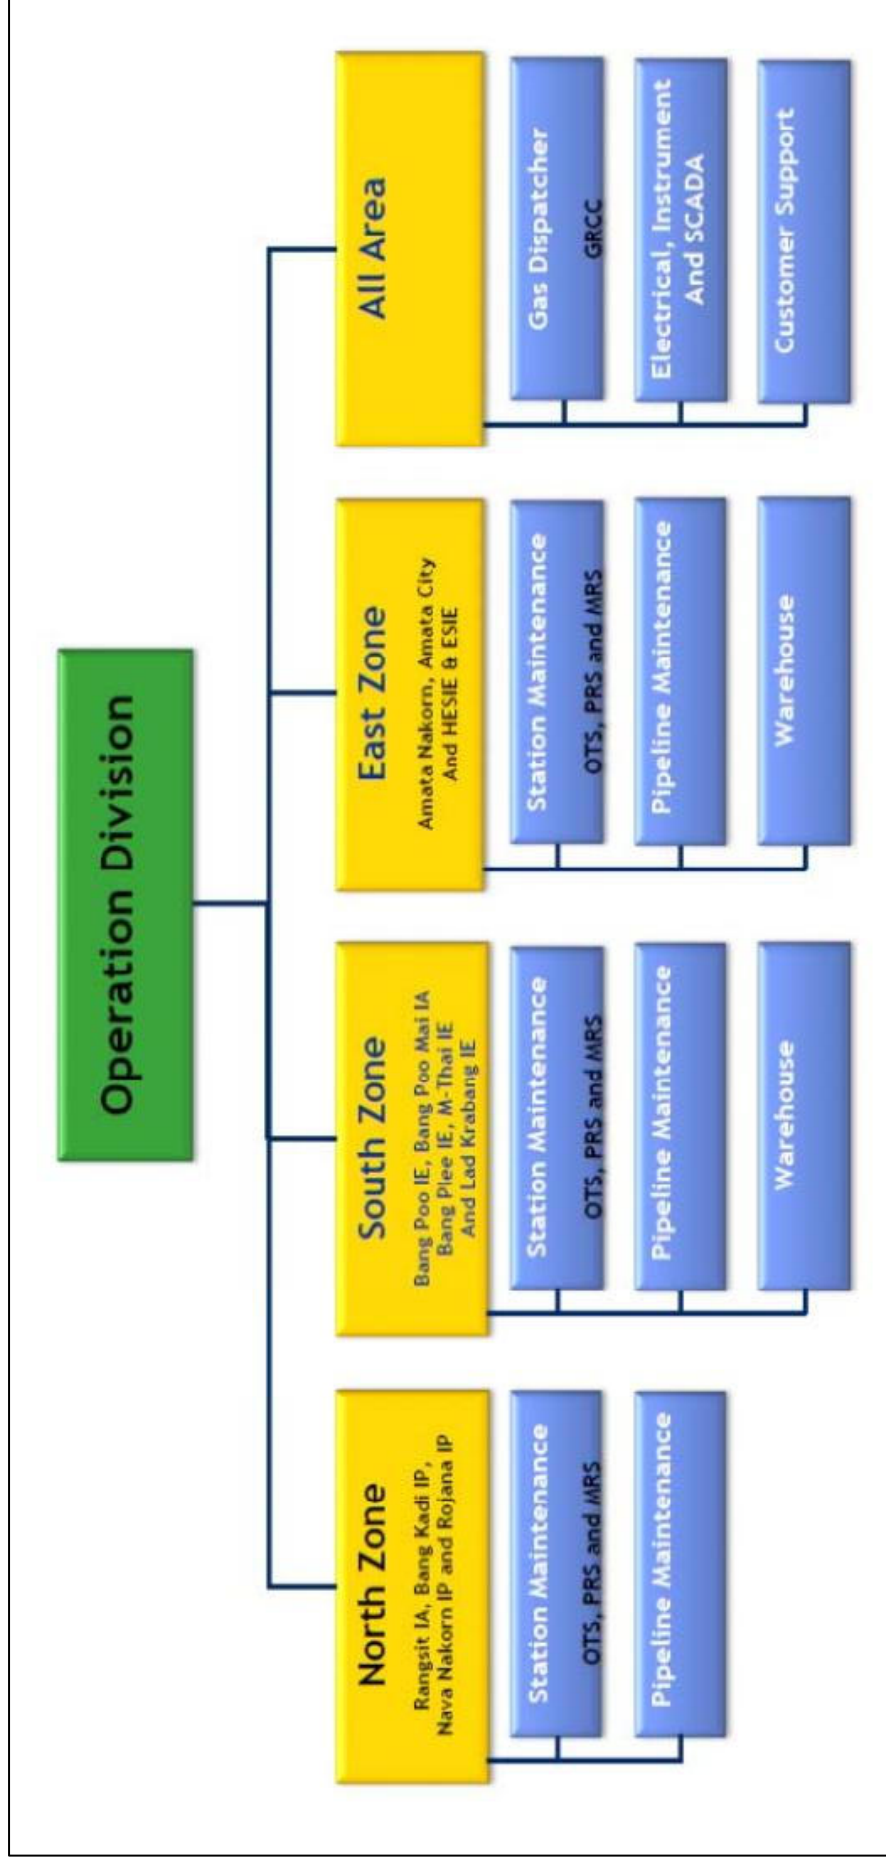 Operation Division
North Zone
Rangsit IA, Bang Kadi IP,
Nava Nakorn IP and Rojana IP
Station Maintenance
OTS, PRS and MRS
Pipeline Maintenance
South Zone
Bang Poo IE, Bang Poo Mai IA
Bang Plee IE, M-Thai IE
And Lad Krabang IE
Station Maintenance
OTS, PRS and MRS
Pipeline Maintenance
Warehouse
East Zone
Amata Nakorn, Amata City
And HESIE & ESIE
Station Maintenance
OTS, PRS and MRS
Pipeline Maintenance
Warehouse
All Area
Gas Dispatcher
GRCC
Electrical, Instrument
And SCADA
Customer Support